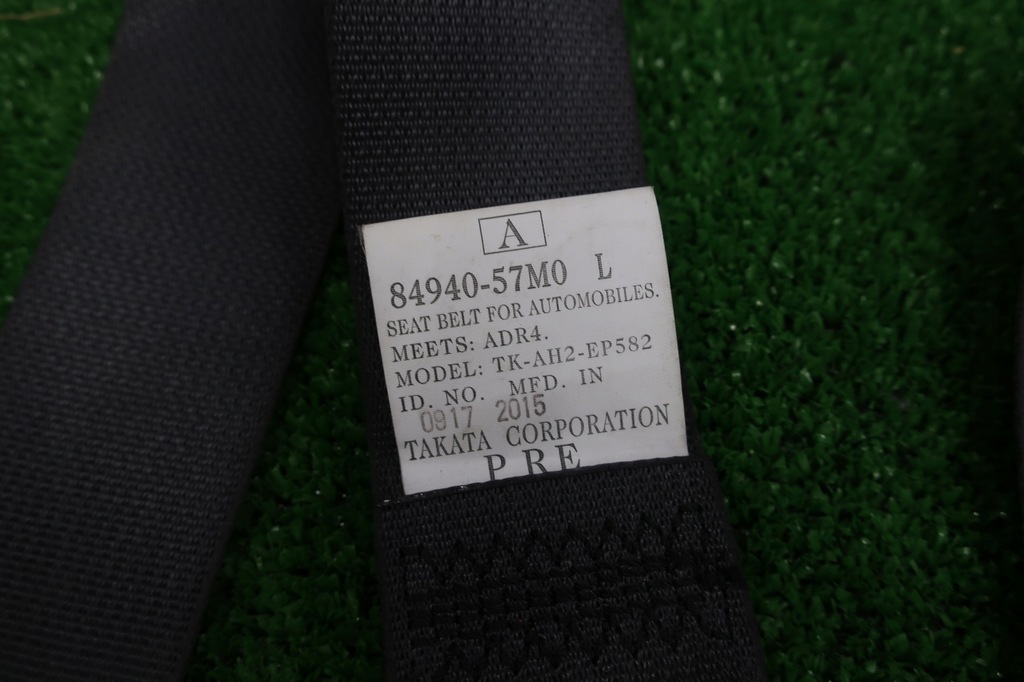 A
84940-57M0 L
SEAT BELT FOR AUTOMOBILES.
MEETS: ADR4.
MODEL: TK-AH2-EP582
ID. NO. MFD. IN
0917 2015
TAKATA CORPORATION
P RE